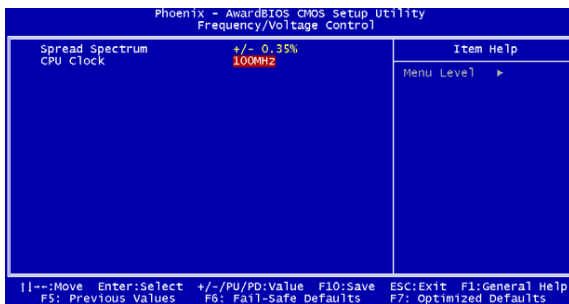 Phoenix - AwardBIOS CMOS Setup Utility
Frequency/Voltage Control
Spread Spectrum +/- 0.35%
CPU Clock 100MHz
Item Help
Menu Level ▶
↑↓→←:Move Enter:Select +/-/PU/PD:Value F10:Save ESC:Exit F1:General Help
F5: Previous Values F6: Fail-Safe Defaults F7: Optimized Defaults